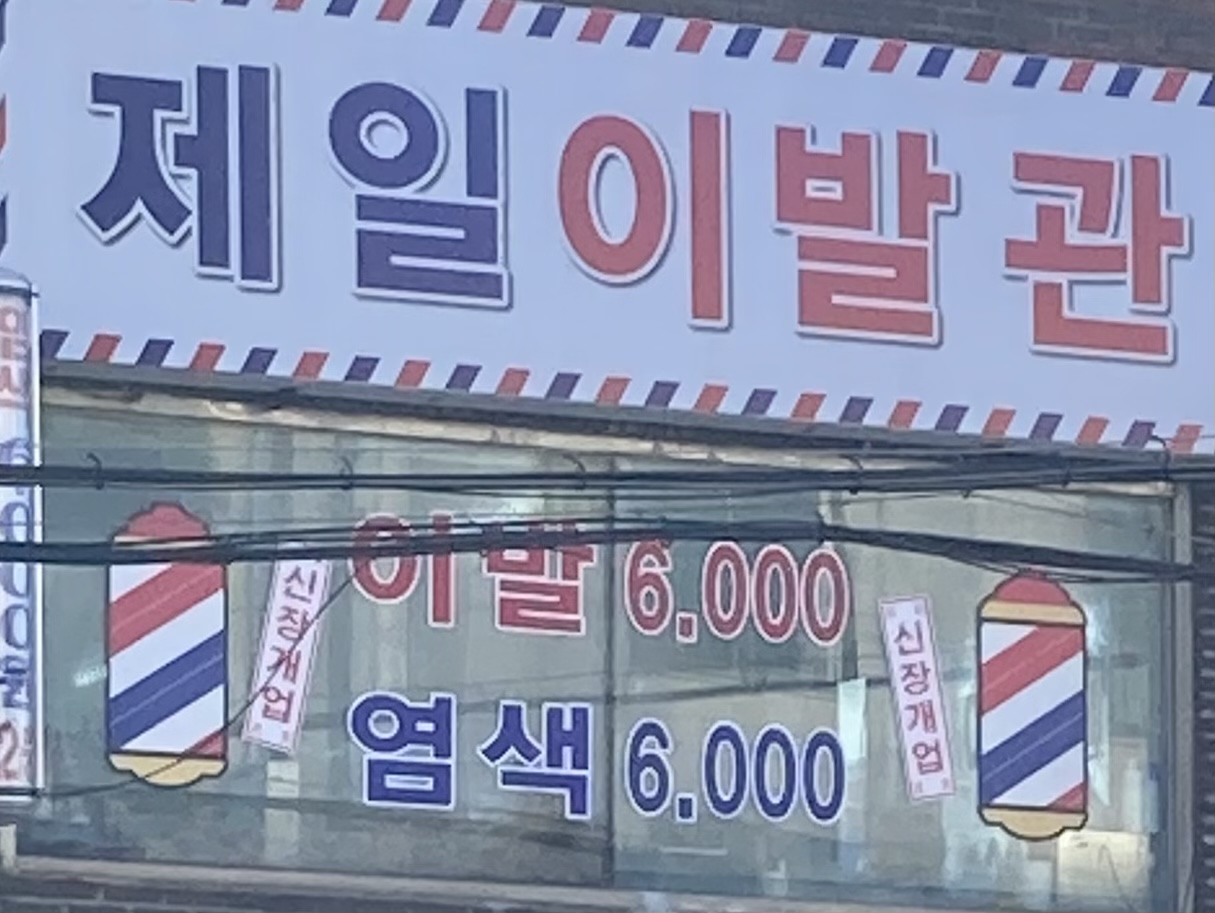 제일이발관
이발 6.000
염색 6.000
신장개업
신장개업